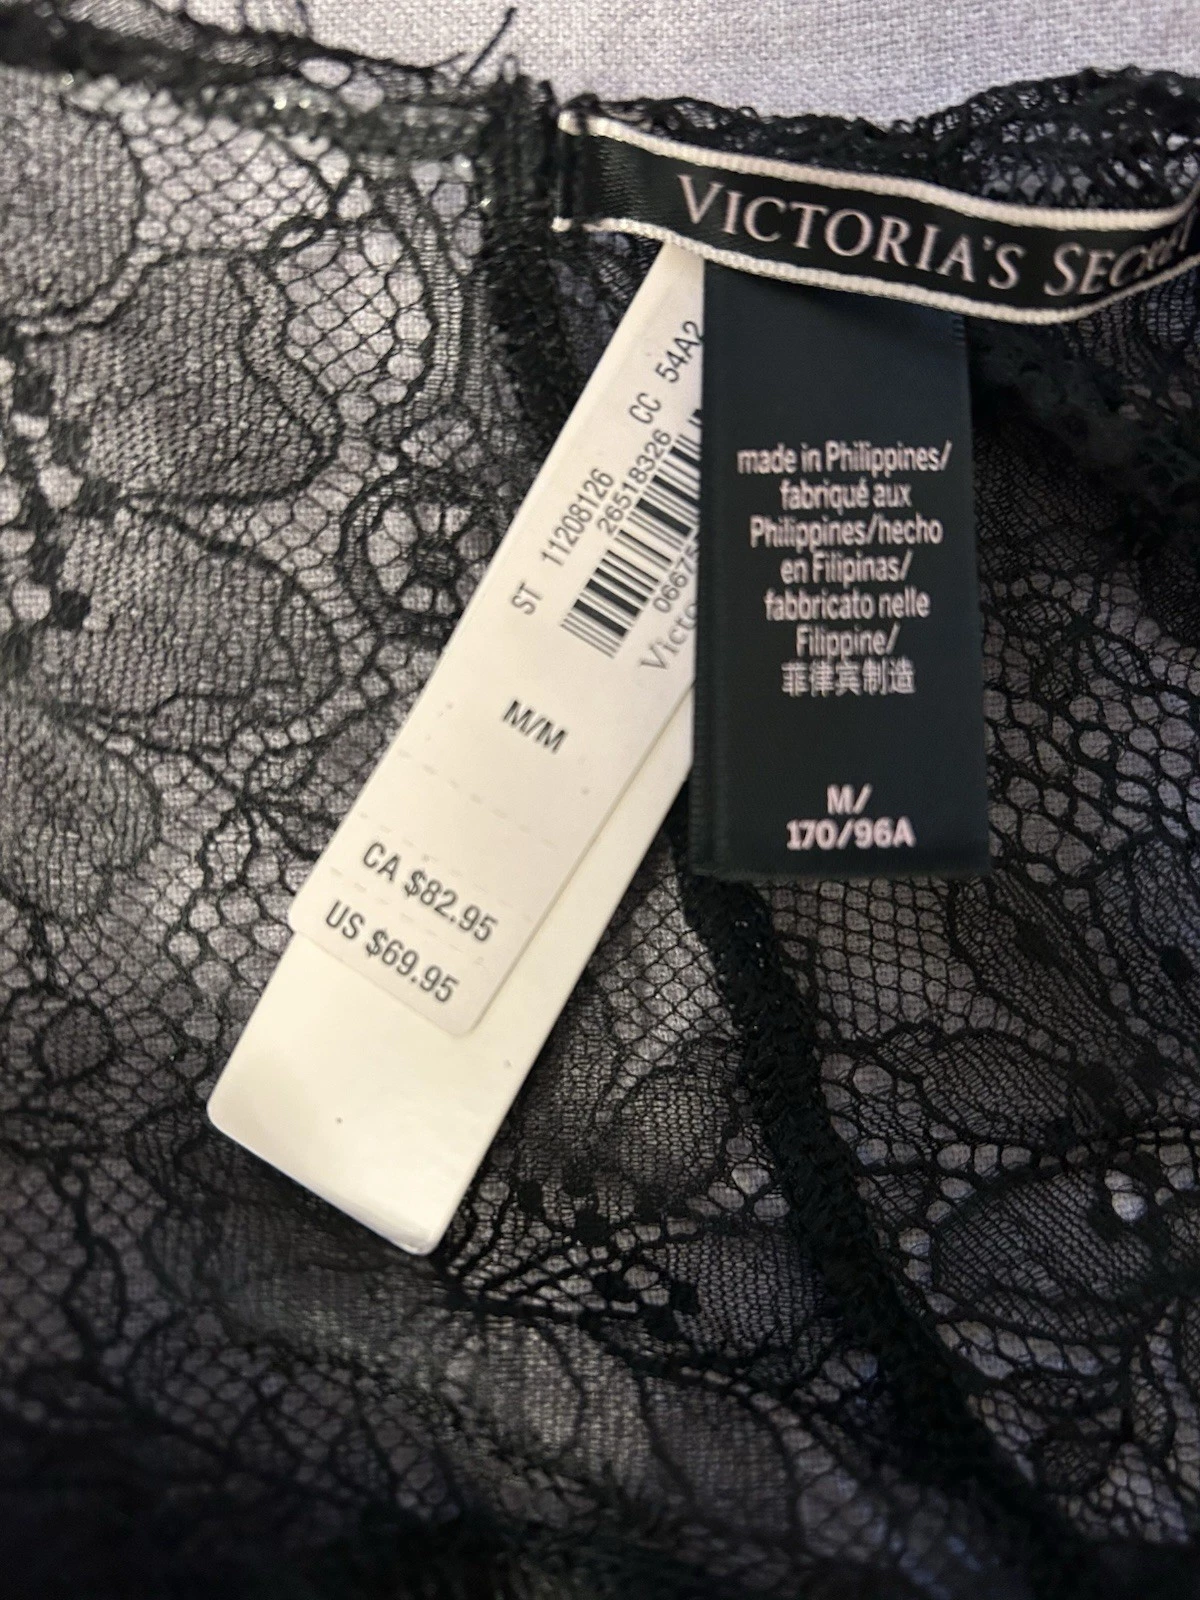 VICTORIA'S SECRET
ST 11208126 CC 54A2
26518326
06675
M/M
CA $82.95
US $69.95
made in Philippines/
fabriqué aux
Philippines/hecho
en Filipinas/
fabbricato nelle
Filippine/
菲律宾制造
M/
170/96A